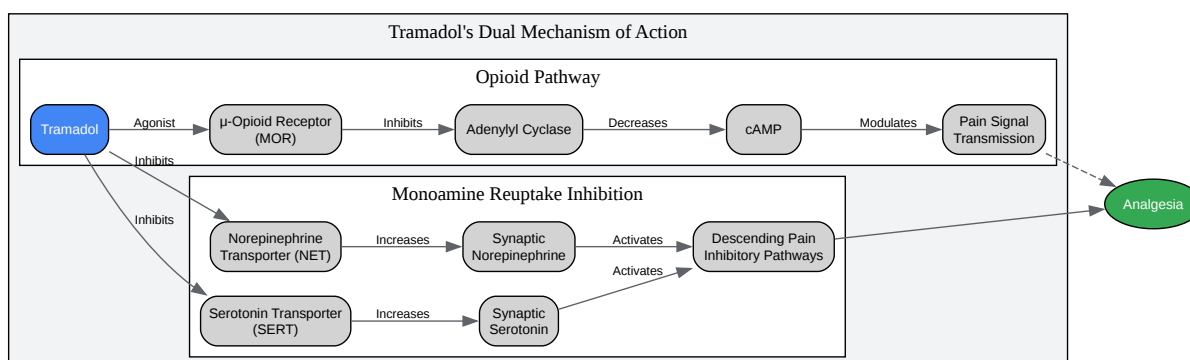 Tramadol's Dual Mechanism of Action
Opioid Pathway
Tramadol
Agonist
μ-Opioid Receptor
(MOR)
Inhibits
Adenylyl Cyclase
Decreases
cAMP
Modulates
Pain Signal
Transmission
Inhibits
Inhibits
Analgesia
Monoamine Reuptake Inhibition
Norepinephrine
Transporter (NET)
Increases
Synaptic
Norepinephrine
Activates
Descending Pain
Inhibitory Pathways
Activates
Serotonin Transporter
(SERT)
Increases
Synaptic
Serotonin